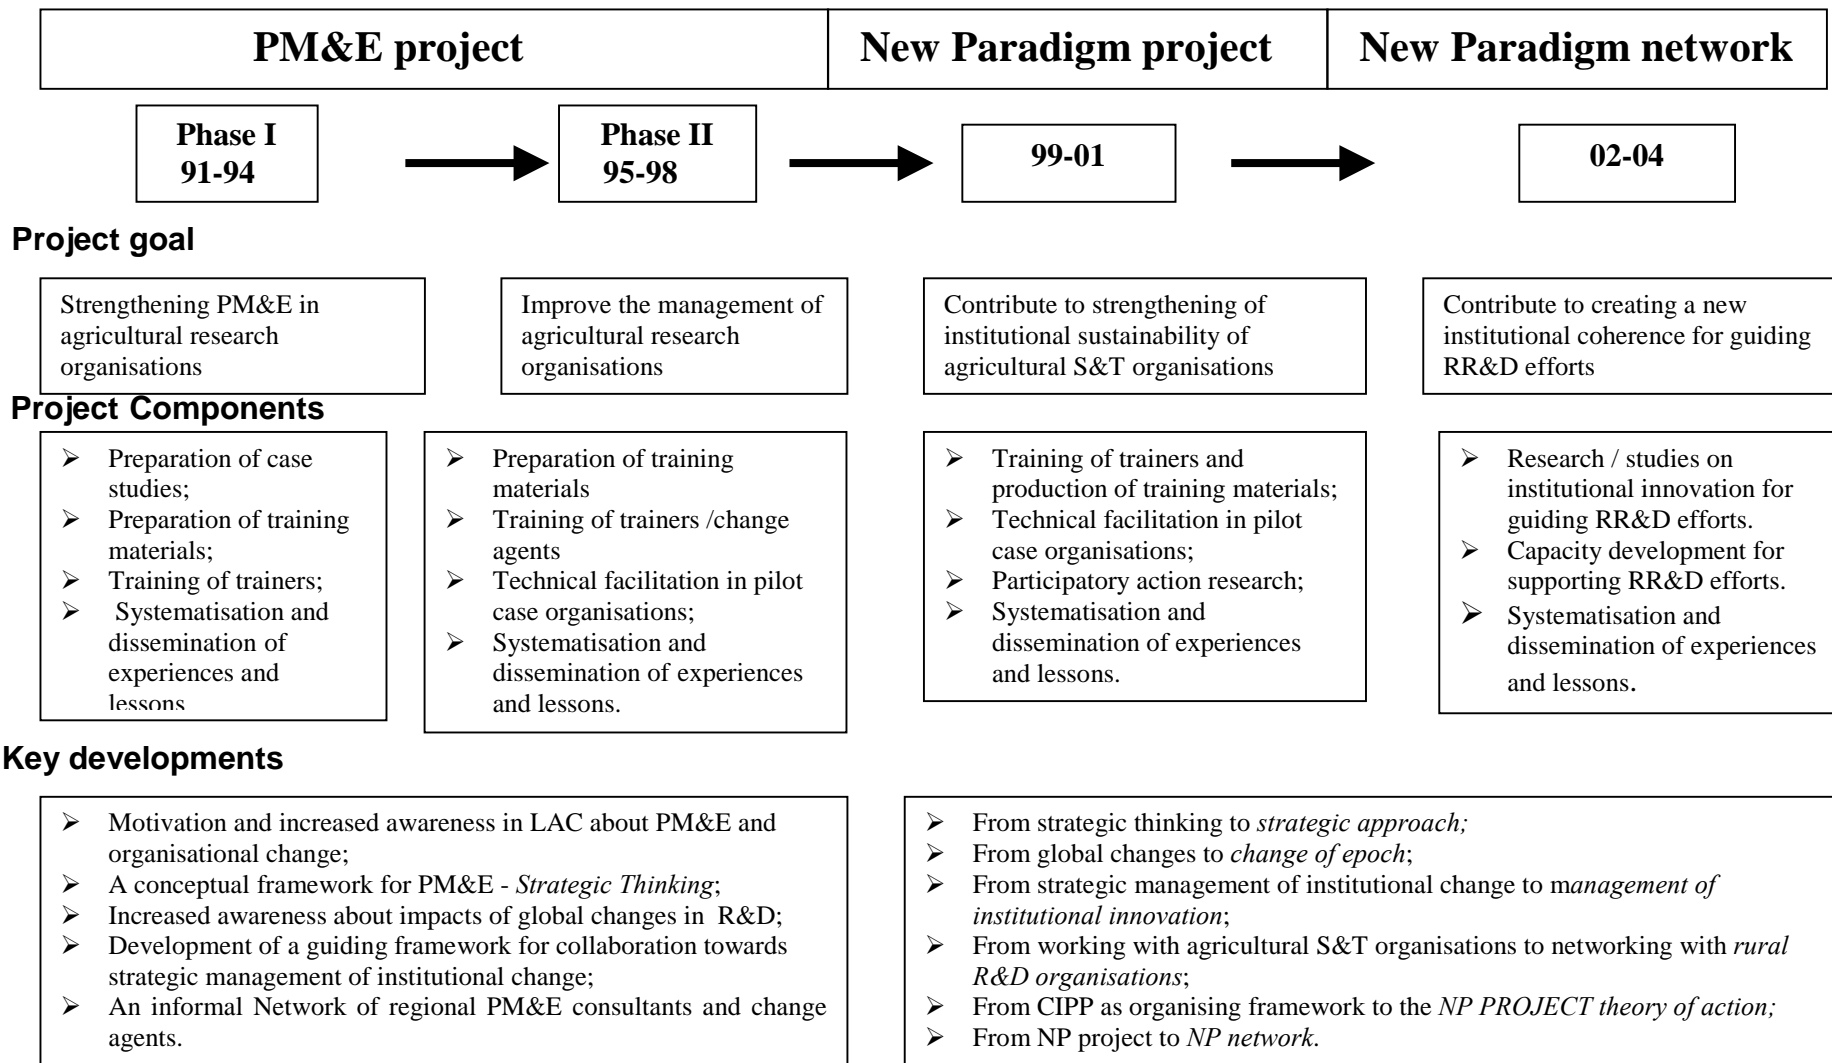 PM&E project
New Paradigm project
New Paradigm network
Phase I
91-94
Phase II
95-98
99-01
02-04
Project goal
Strengthening PM&E in
agricultural research
organisations
Improve the management of
agricultural research
organisations
Contribute to strengthening of
institutional sustainability of
agricultural S&T organisations
Contribute to creating a new
institutional coherence for guiding
RR&D efforts
Project Components
➢ Preparation of case
studies;
➢ Preparation of training
materials;
➢ Training of trainers;
➢ Systematisation and
dissemination of
experiences and
lessons
➢ Preparation of training
materials
➢ Training of trainers /change
agents
➢ Technical facilitation in pilot
case organisations;
➢ Systematisation and
dissemination of experiences
and lessons.
➢ Training of trainers and
production of training materials;
➢ Technical facilitation in pilot
case organisations;
➢ Participatory action research;
➢ Systematisation and
dissemination of experiences
and lessons.
➢ Research / studies on
institutional innovation for
guiding RR&D efforts.
➢ Capacity development for
supporting RR&D efforts.
➢ Systematisation and
dissemination of experiences
and lessons.
Key developments
➢ Motivation and increased awareness in LAC about PM&E and
organisational change;
➢ A conceptual framework for PM&E - Strategic Thinking;
➢ Increased awareness about impacts of global changes in R&D;
➢ Development of a guiding framework for collaboration towards
strategic management of institutional change;
➢ An informal Network of regional PM&E consultants and change
agents.
➢ From strategic thinking to strategic approach;
➢ From global changes to change of epoch;
➢ From strategic management of institutional change to management of
institutional innovation;
➢ From working with agricultural S&T organisations to networking with rural
R&D organisations;
➢ From CIPP as organising framework to the NP PROJECT theory of action;
➢ From NP project to NP network.